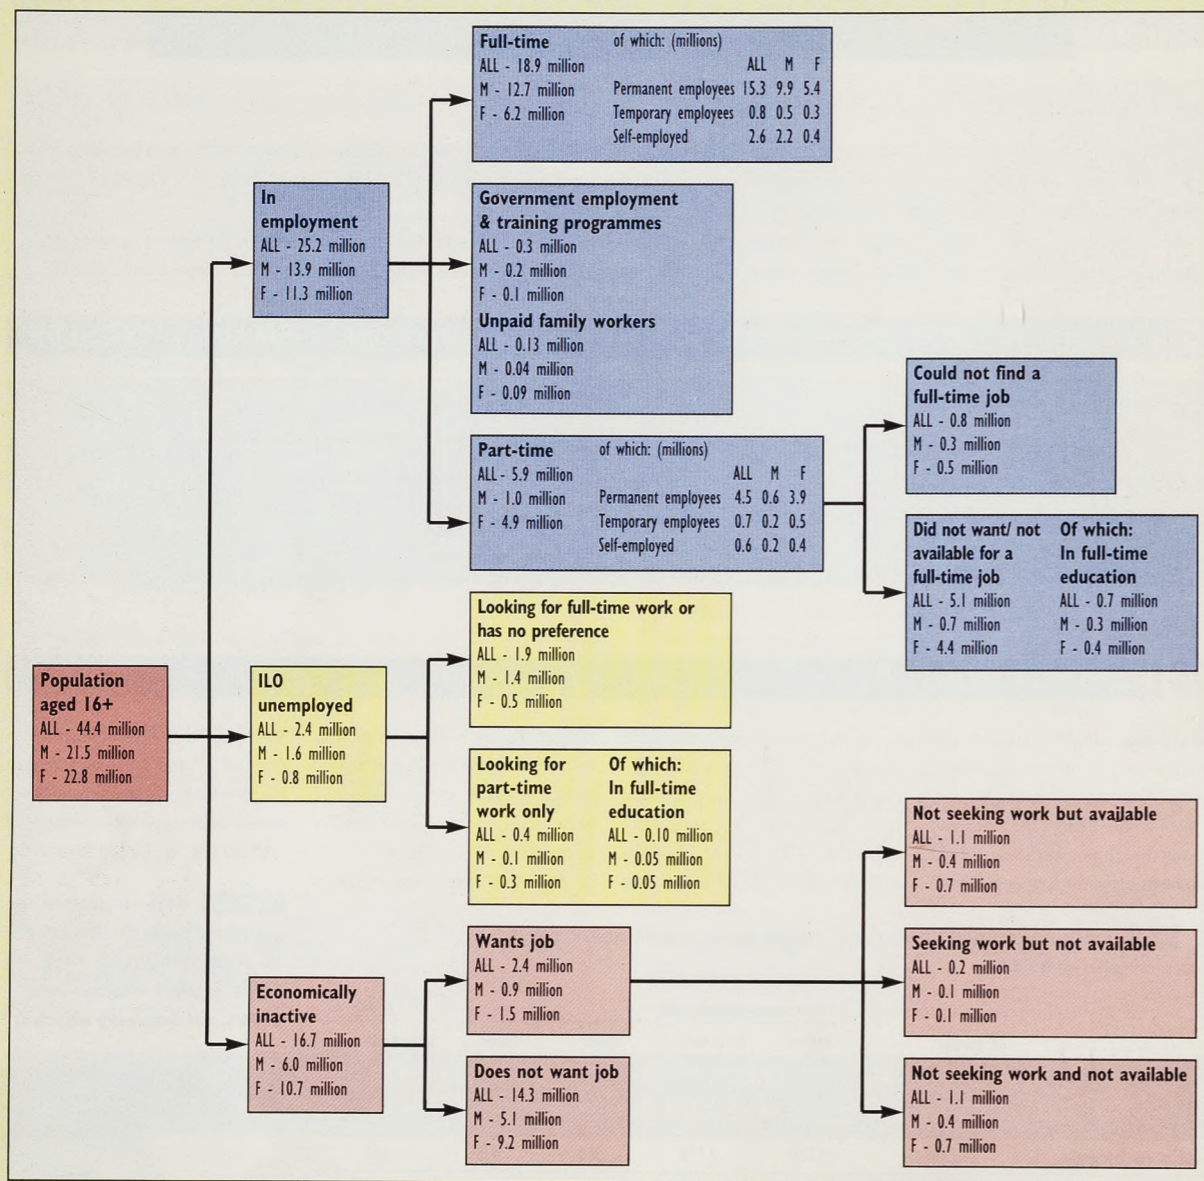 Population
aged 16+
ALL - 44.4 million
M - 21.5 million
F - 22.8 million
In
employment
ALL - 25.2 million
M - 13.9 million
F - 11.3 million
Full-time of which: (millions)
ALL - 18.9 million
M - 12.7 million
F - 6.2 million
ALL M F
Permanent employees 15.3 9.9 5.4
Temporary employees 0.8 0.5 0.3
Self-employed 2.6 2.2 0.4
Government employment
& training programmes
ALL - 0.3 million
M - 0.2 million
F - 0.1 million
Unpaid family workers
ALL - 0.13 million
M - 0.04 million
F - 0.09 million
Part-time of which: (millions)
ALL - 5.9 million
M - 1.0 million
F - 4.9 million
ALL M F
Permanent employees 4.5 0.6 3.9
Temporary employees 0.7 0.2 0.5
Self-employed 0.6 0.2 0.4
Could not find a
full-time job
ALL - 0.8 million
M - 0.3 million
F - 0.5 million
Did not want/ not
available for a
full-time job
ALL - 5.1 million
M - 0.7 million
F - 4.4 million
Of which:
In full-time
education
ALL - 0.7 million
M - 0.3 million
F - 0.4 million
ILO
unemployed
ALL - 2.4 million
M - 1.6 million
F - 0.8 million
Looking for full-time work or
has no preference
ALL - 1.9 million
M - 1.4 million
F - 0.5 million
Looking for
part-time
work only
ALL - 0.4 million
M - 0.1 million
F - 0.3 million
Of which:
In full-time
education
ALL - 0.10 million
M - 0.05 million
F - 0.05 million
Economically
inactive
ALL - 16.7 million
M - 6.0 million
F - 10.7 million
Wants job
ALL - 2.4 million
M - 0.9 million
F - 1.5 million
Does not want job
ALL - 14.3 million
M - 5.1 million
F - 9.2 million
Not seeking work but available
ALL - 1.1 million
M - 0.4 million
F - 0.7 million
Seeking work but not available
ALL - 0.2 million
M - 0.1 million
F - 0.1 million
Not seeking work and not available
ALL - 1.1 million
M - 0.4 million
F - 0.7 million